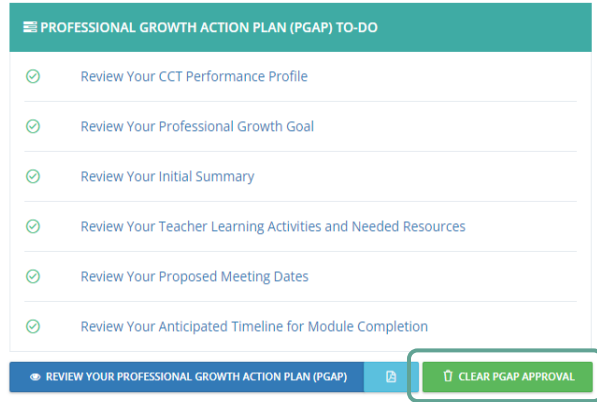 PROFESSIONAL GROWTH ACTION PLAN (PGAP) TO-DO
Review Your CCT Performance Profile
Review Your Professional Growth Goal
Review Your Initial Summary
Review Your Teacher Learning Activities and Needed Resources
Review Your Proposed Meeting Dates
Review Your Anticipated Timeline for Module Completion
REVIEW YOUR PROFESSIONAL GROWTH ACTION PLAN (PGAP) CLEAR PGAP APPROVAL